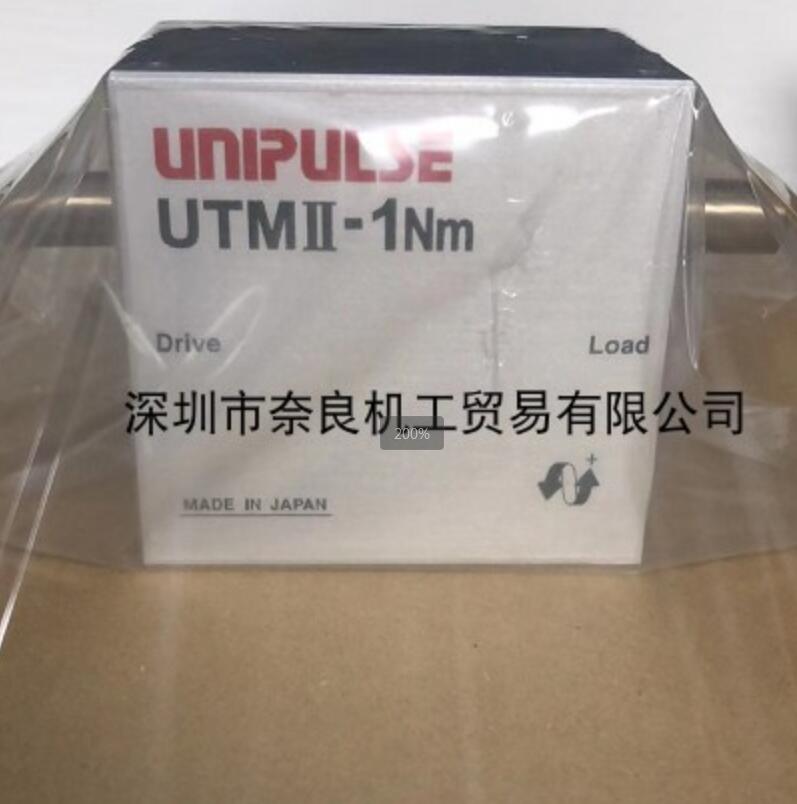 UNIPULSE
UTMⅡ-1Nm
Drive
Load
深圳市奈良机工贸易有限公司
200%
MADE IN JAPAN
+